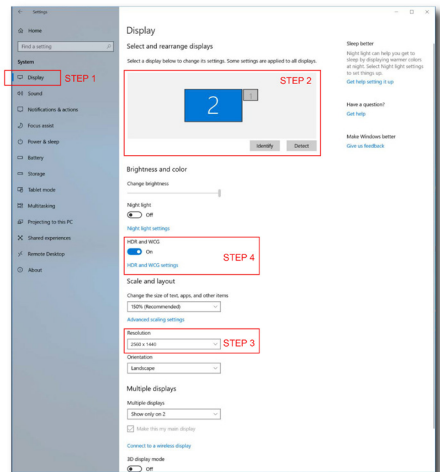 Settings
Home
Find a setting
System
Display
STEP 1
Sound
Notifications & actions
Focus assist
Power & sleep
Battery
Storage
Tablet mode
Multitasking
Projecting to this PC
Shared experiences
Remote Desktop
About
Display
Select and rearrange displays
Select a display below to change its settings. Some settings are applied to all displays.
STEP 2
2
1
Identify
Detect
Brightness and color
Change brightness
Night light
Off
Night light settings
HDR and WCG
On
STEP 4
HDR and WCG settings
Scale and layout
Change the size of text, apps, and other items
150% (Recommended)
Advanced scaling settings
Resolution
2560 x 1440
STEP 3
Orientation
Landscape
Multiple displays
Multiple displays
Show only on 2
Make this my main display
Connect to a wireless display
3D display mode
Off
Sleep better
Night light can help you get to
sleep by displaying warmer colors
at night. Select Night light settings
to set things up.
Get help setting it up
Have a question?
Get help
Make Windows better
Give us feedback